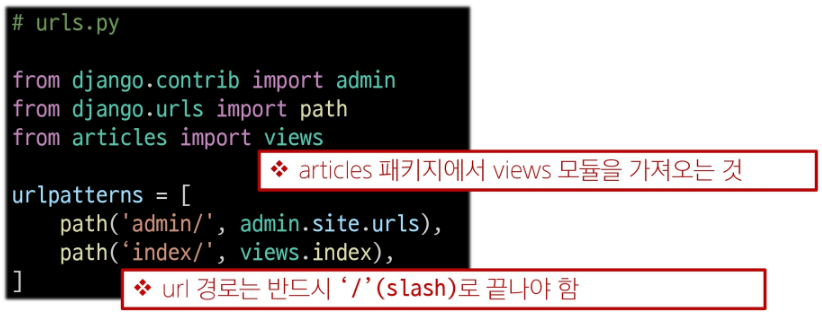 # urls.py
from django.contrib import admin
from django.urls import path
from articles import views
❖ articles 패키지에서 views 모듈을 가져오는 것
urlpatterns = [
    path('admin/', admin.site.urls),
    path(‘index/', views.index),
]
❖ url 경로는 반드시 ‘/’(slash)로 끝나야 함